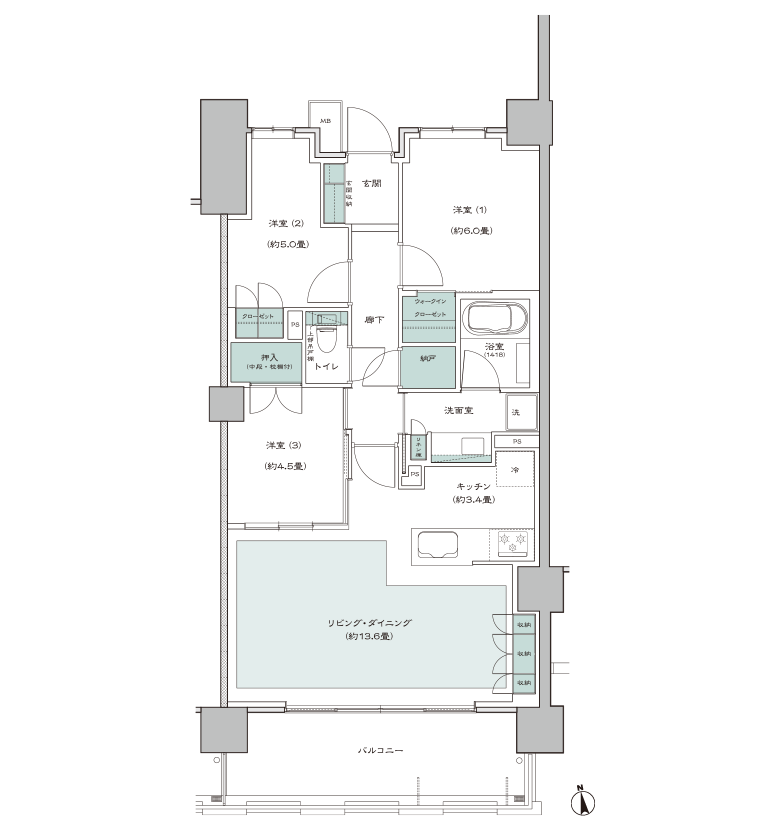 MB
玄関
玄関収納
洋室 (1)
(約6.0畳)
洋室 (2)
(約5.0畳)
クローゼット
PS
上部吊戸棚
トイレ
廊下
ウォークイン
クローゼット
浴室
(1418)
押入
(中段・枕棚付)
納戸
洗面室
洗
リネン庫
PS
洋室 (3)
(約4.5畳)
PS
冷
キッチン
(約3.4畳)
リビング・ダイニング
(約13.6畳)
収納
収納
収納
バルコニー
N